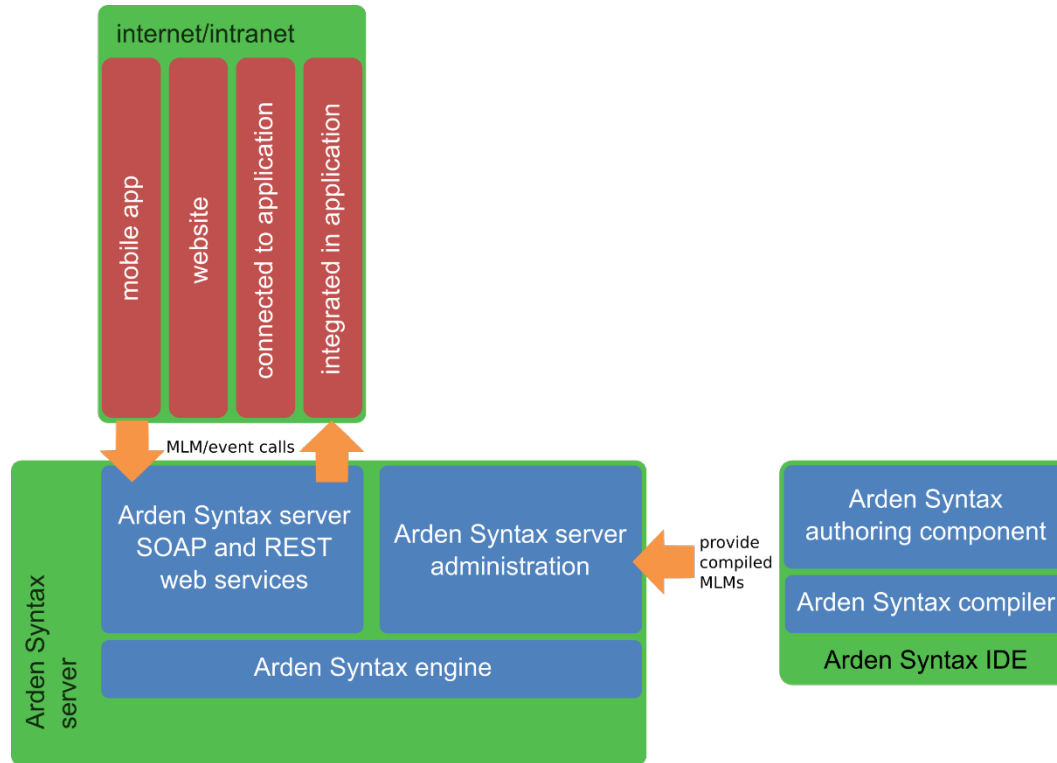 internet/intranet
mobile app
website
connected to application
integrated in application
MLM/event calls
Arden Syntax
server
Arden Syntax server
SOAP and REST
web services
Arden Syntax server
administration
Arden Syntax engine
provide
compiled
MLMs
Arden Syntax
authoring component
Arden Syntax compiler
Arden Syntax IDE